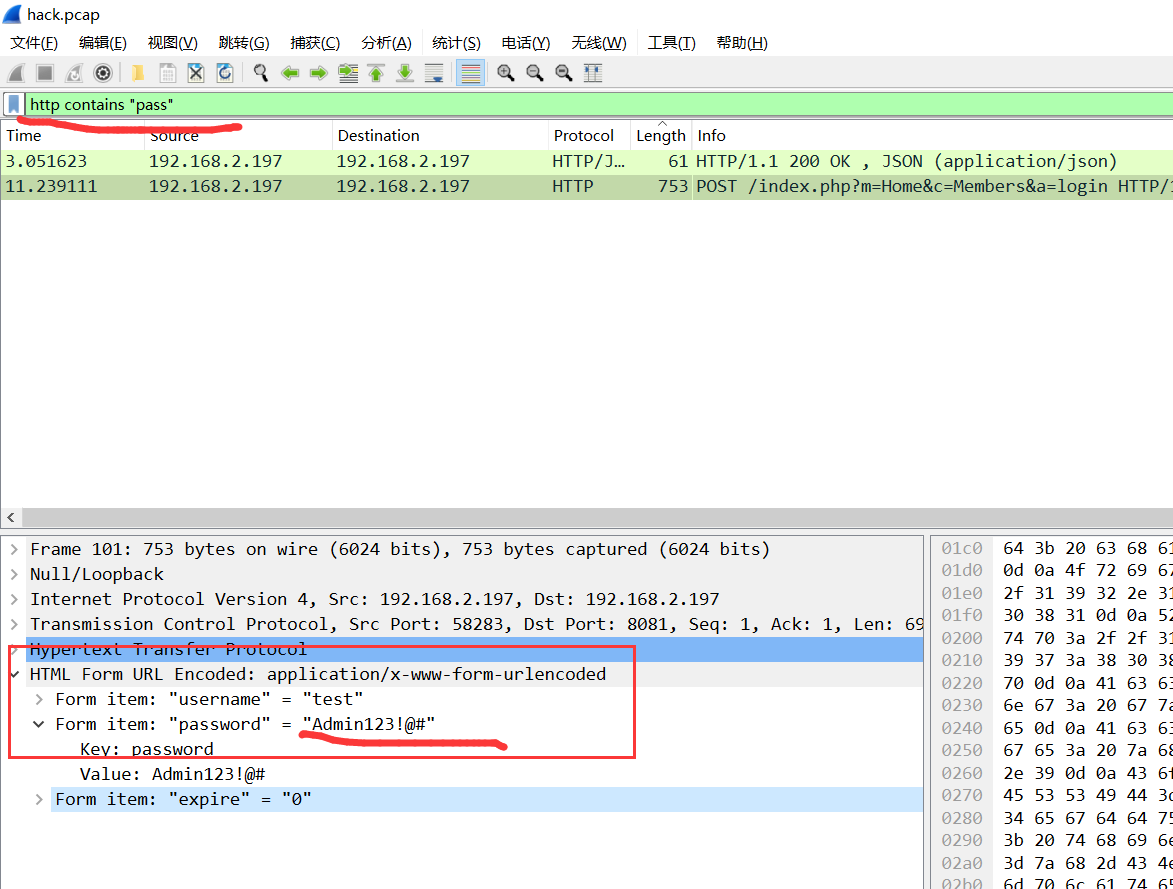 hack.pcap
文件(F) 编辑(E) 视图(V) 跳转(G) 捕获(C) 分析(A) 统计(S) 电话(Y) 无线(W) 工具(T) 帮助(H)
http contains "pass"
Time Source Destination Protocol Length Info
3.051623 192.168.2.197 192.168.2.197 HTTP/J… 61 HTTP/1.1 200 OK , JSON (application/json)
11.239111 192.168.2.197 192.168.2.197 HTTP 753 POST /index.php?m=Home&c=Members&a=login HTTP/1
Frame 101: 753 bytes on wire (6024 bits), 753 bytes captured (6024 bits)
Null/Loopback
Internet Protocol Version 4, Src: 192.168.2.197, Dst: 192.168.2.197
Transmission Control Protocol, Src Port: 58283, Dst Port: 8081, Seq: 1, Ack: 1, Len: 69
Hypertext Transfer Protocol
HTML Form URL Encoded: application/x-www-form-urlencoded
Form item: "username" = "test"
Form item: "password" = "Admin123!@#"
Key: password
Value: Admin123!@#
Form item: "expire" = "0"
01c0 64 3b 20 63 68 61
01d0 0d 0a 4f 72 69 67
01e0 2f 31 39 32 2e 31
01f0 30 38 31 0d 0a 52
0200 74 70 3a 2f 2f 31
0210 39 37 3a 38 30 38
0220 70 0d 0a 41 63 63
0230 6e 67 3a 20 67 7a
0240 65 0d 0a 41 63 63
0250 67 65 3a 20 7a 68
0260 2e 39 0d 0a 43 6f
0270 45 53 53 49 44 3d
0280 34 65 67 64 64 75
0290 3b 20 74 68 69 6e
02a0 3d 7a 68 2d 43 4e
02b0 6d 70 6c 61 74 65